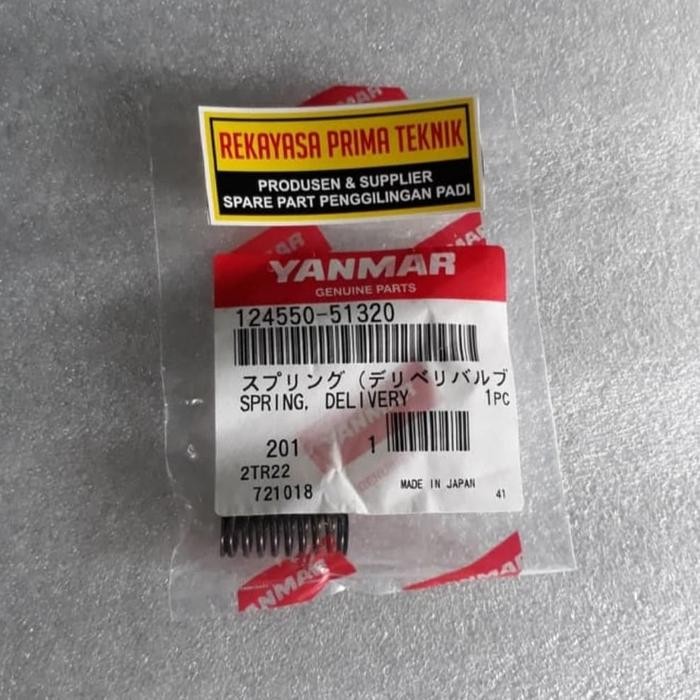 REKAYASA PRIMA TEKNIK
PRODUSEN & SUPPLIER
SPARE PART PENGGILINGAN PADI
YANMAR
GENUINE PARTS
124550-51320
スプリング (デリベリバルブ
SPRING, DELIVERY 1PC
201 1
2TR22
721018 MADE IN JAPAN 41
YANMAR